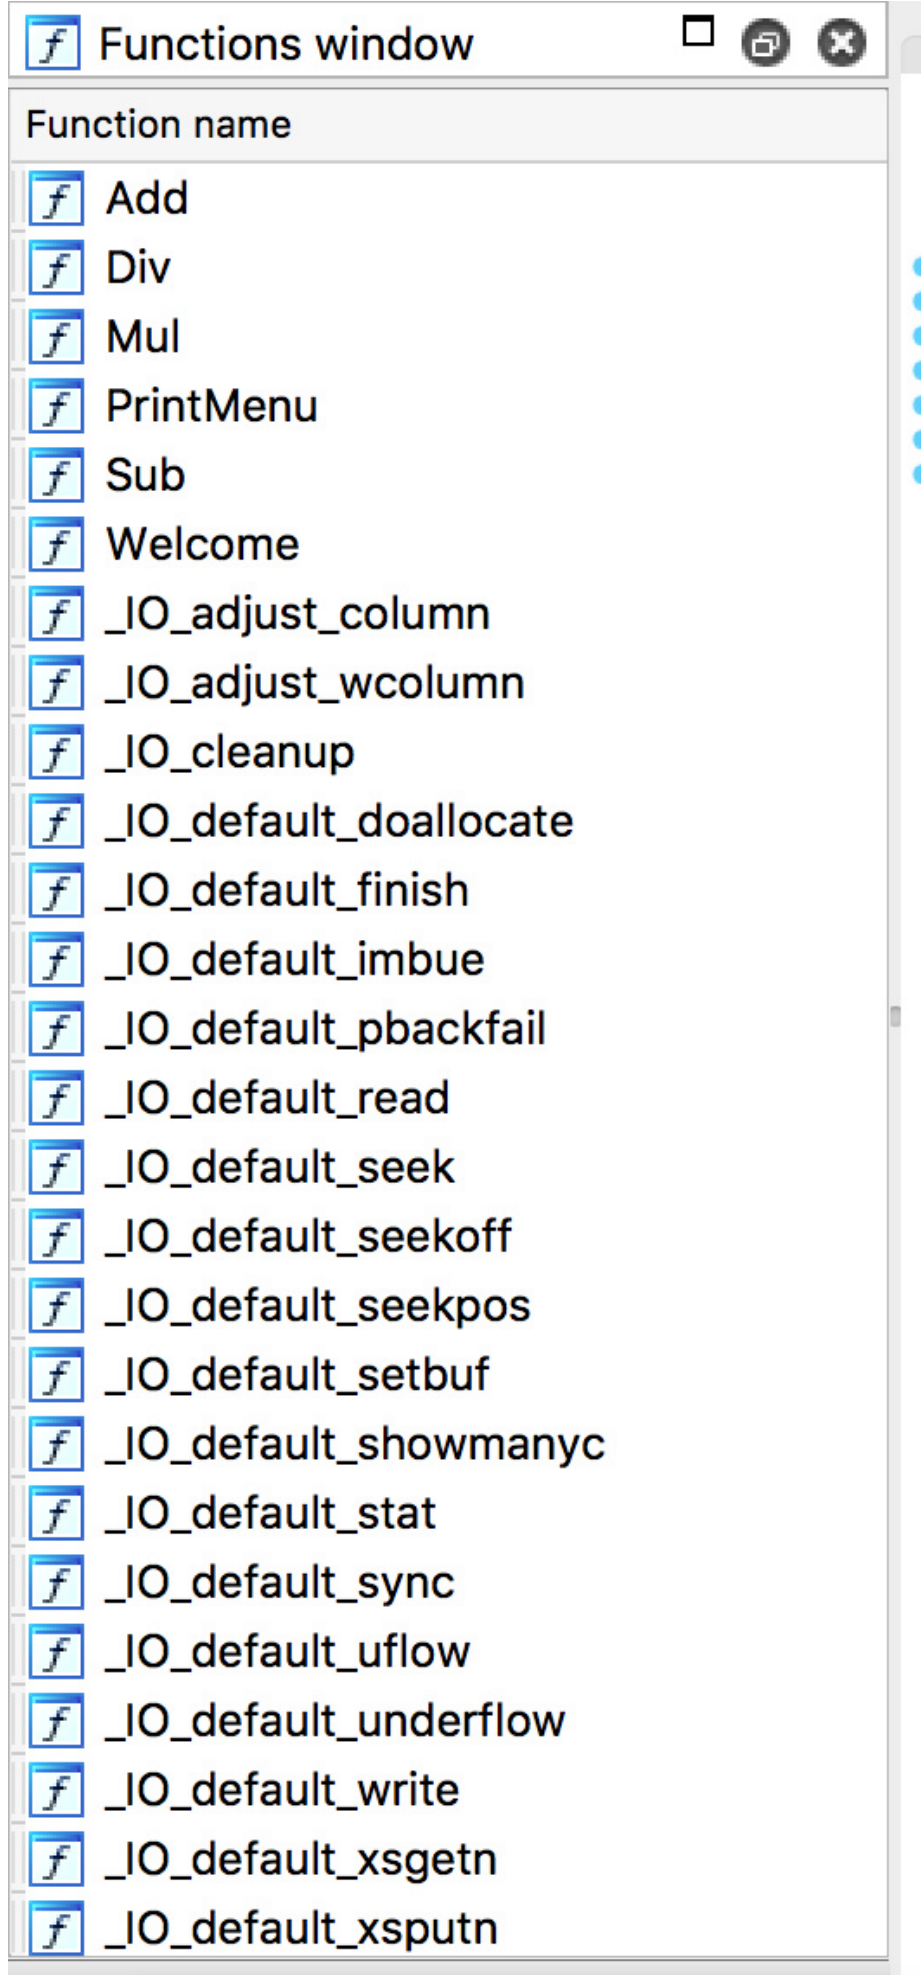 Functions window
Function name
Add
Div
Mul
PrintMenu
Sub
Welcome
_IO_adjust_column
_IO_adjust_wcolumn
_IO_cleanup
_IO_default_doallocate
_IO_default_finish
_IO_default_imbue
_IO_default_pbackfail
_IO_default_read
_IO_default_seek
_IO_default_seekoff
_IO_default_seekpos
_IO_default_setbuf
_IO_default_showmanyc
_IO_default_stat
_IO_default_sync
_IO_default_uflow
_IO_default_underflow
_IO_default_write
_IO_default_xsgetn
_IO_default_xsputn